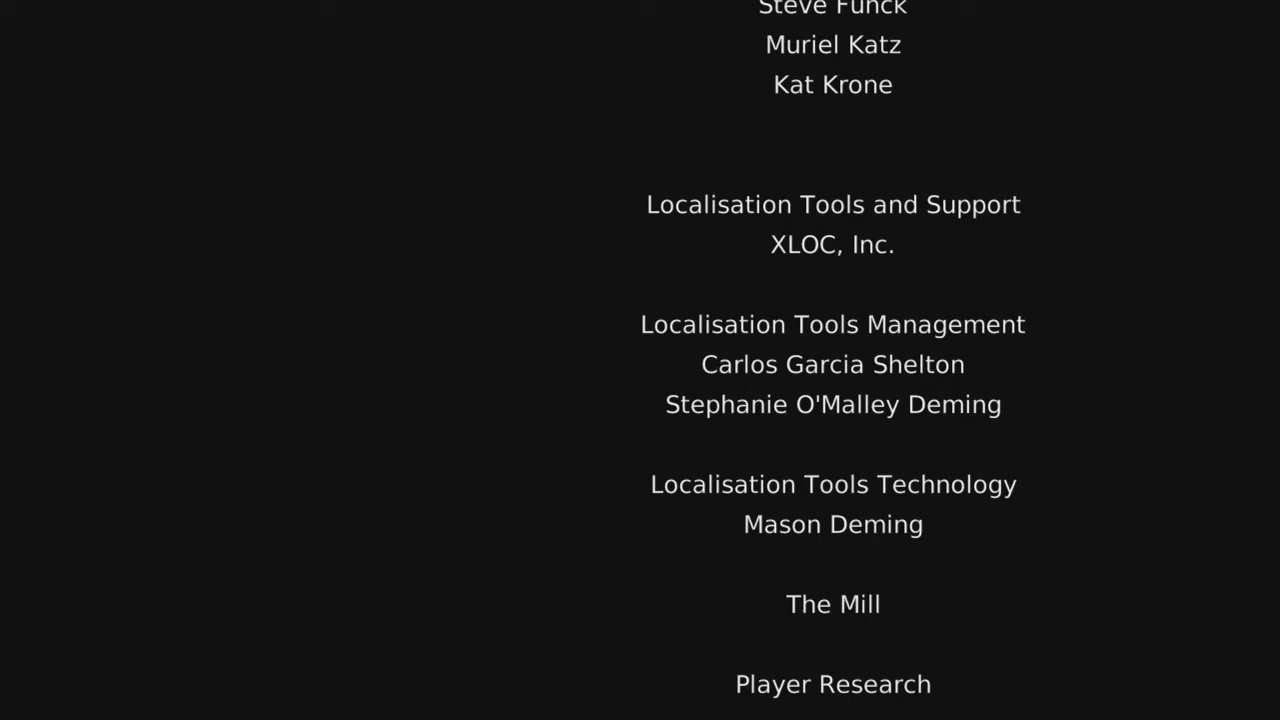 Steve Funck
Muriel Katz
Kat Krone
Localisation Tools and Support
XLOC, Inc.
Localisation Tools Management
Carlos Garcia Shelton
Stephanie O'Malley Deming
Localisation Tools Technology
Mason Deming
The Mill
Player Research